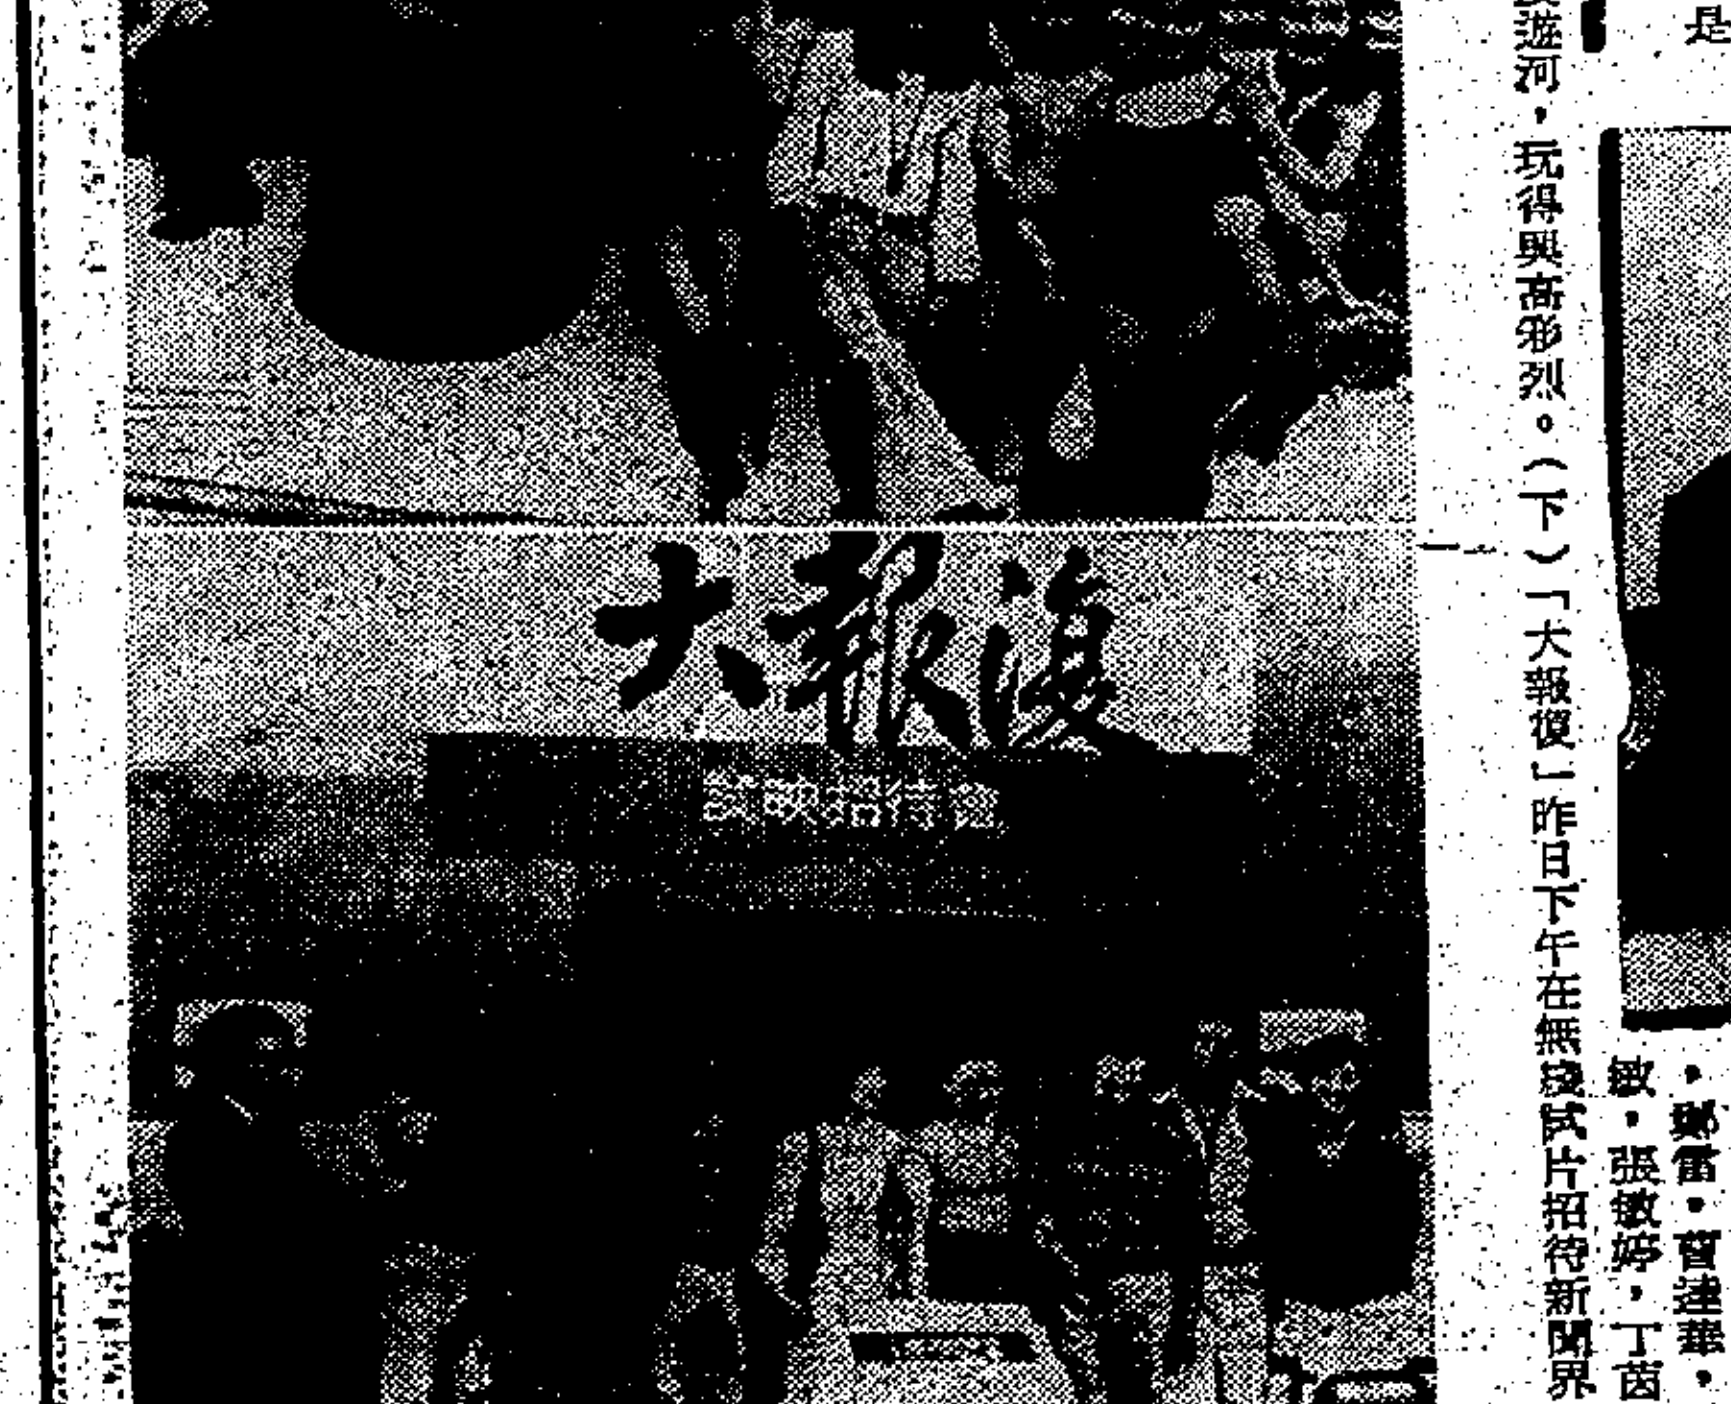 是
，鄭雷，曹達華，
敏，張敏婷，丁茵
遊河，玩得興高彩烈。（下）「大報復」昨日下午在無綫試片招待新聞界
大報復
試映招待會